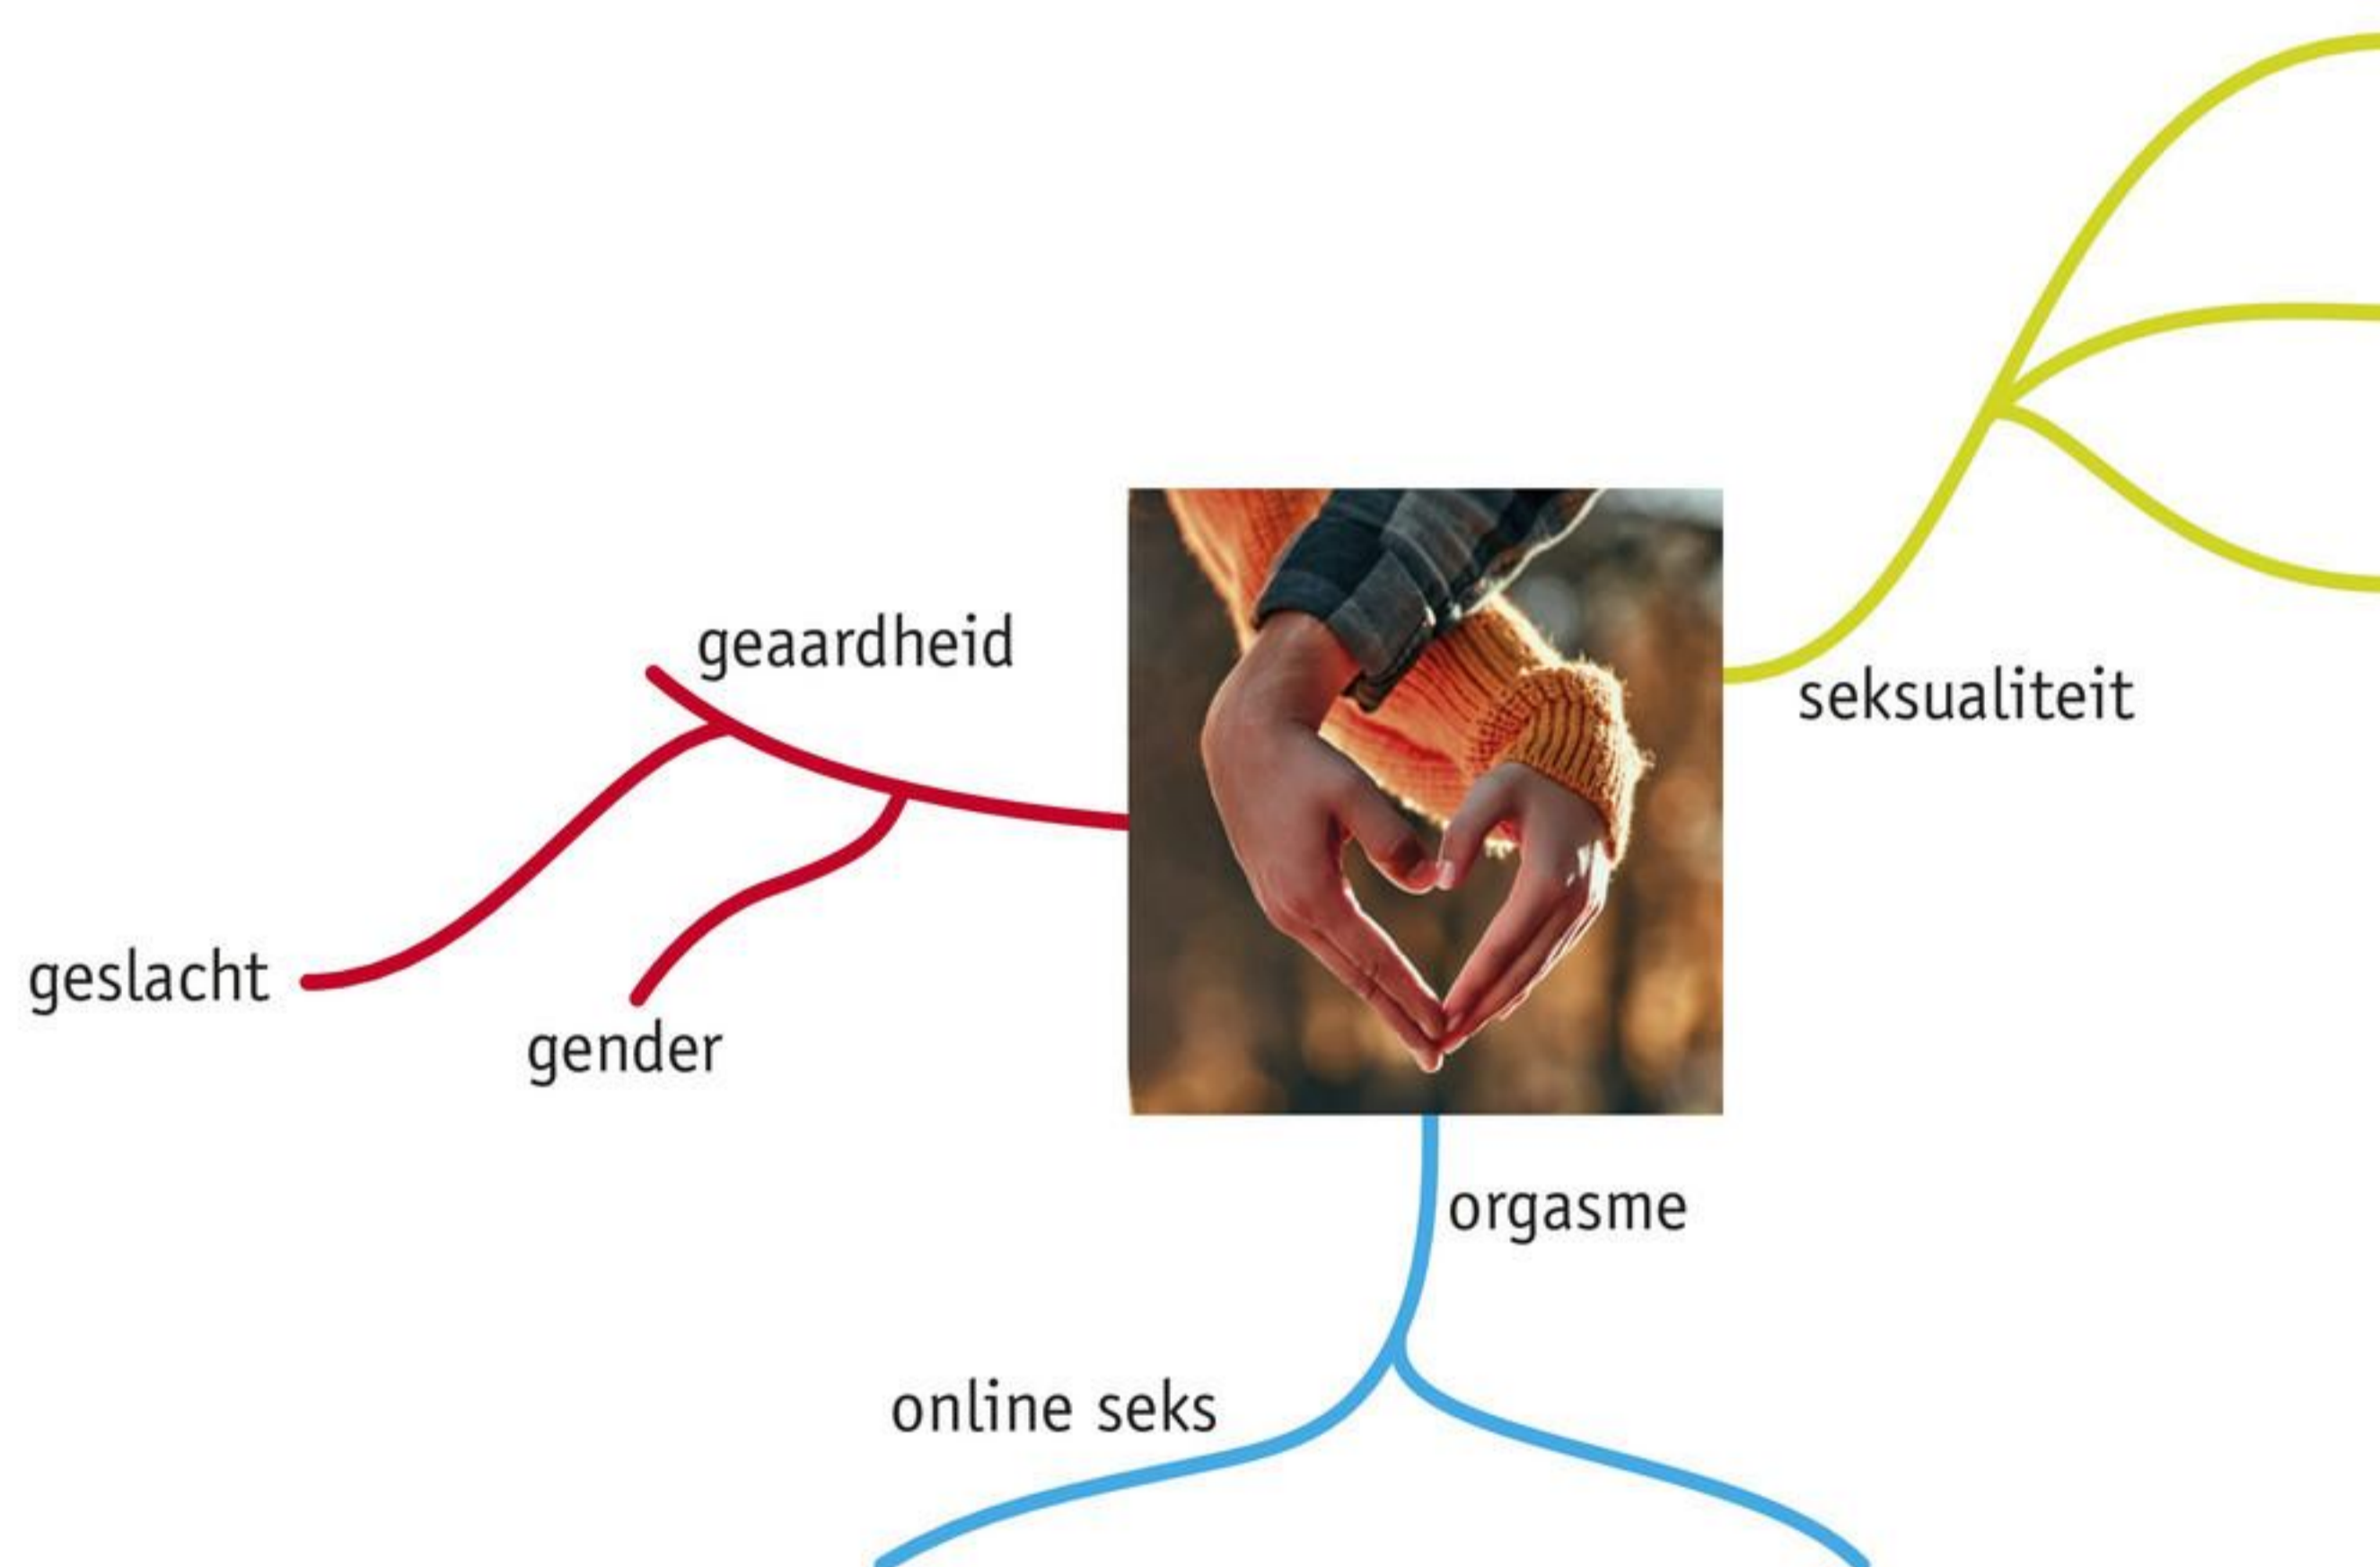 geaardheid
seksualiteit
geslacht
gender
orgasme
online seks